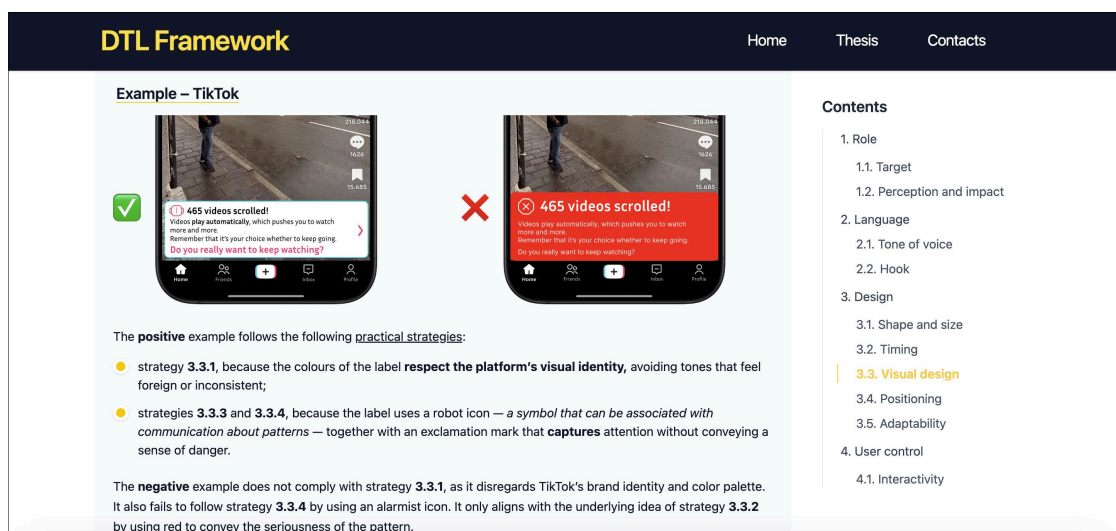 DTL Framework
Home Thesis Contacts
Example – TikTok
218.044
1626
15.685
465 videos scrolled!
Videos play automatically, which pushes you to watch
more and more.
Remember that it's your choice whether to keep going.
Do you really want to keep watching?
Home Friends Inbox Profile
218.044
1626
15.685
465 videos scrolled!
Videos play automatically, which pushes you to watch
more and more.
Remember that it's your choice whether to keep going.
Do you really want to keep watching?
Home Friends Inbox Profile
The positive example follows the following practical strategies:
strategy 3.3.1, because the colours of the label respect the platform's visual identity, avoiding tones that feel
foreign or inconsistent;
strategies 3.3.3 and 3.3.4, because the label uses a robot icon — a symbol that can be associated with
communication about patterns — together with an exclamation mark that captures attention without conveying a
sense of danger.
The negative example does not comply with strategy 3.3.1, as it disregards TikTok's brand identity and color palette.
It also fails to follow strategy 3.3.4 by using an alarmist icon. It only aligns with the underlying idea of strategy 3.3.2
by using red to convey the seriousness of the pattern.
Contents
1. Role
1.1. Target
1.2. Perception and impact
2. Language
2.1. Tone of voice
2.2. Hook
3. Design
3.1. Shape and size
3.2. Timing
3.3. Visual design
3.4. Positioning
3.5. Adaptability
4. User control
4.1. Interactivity